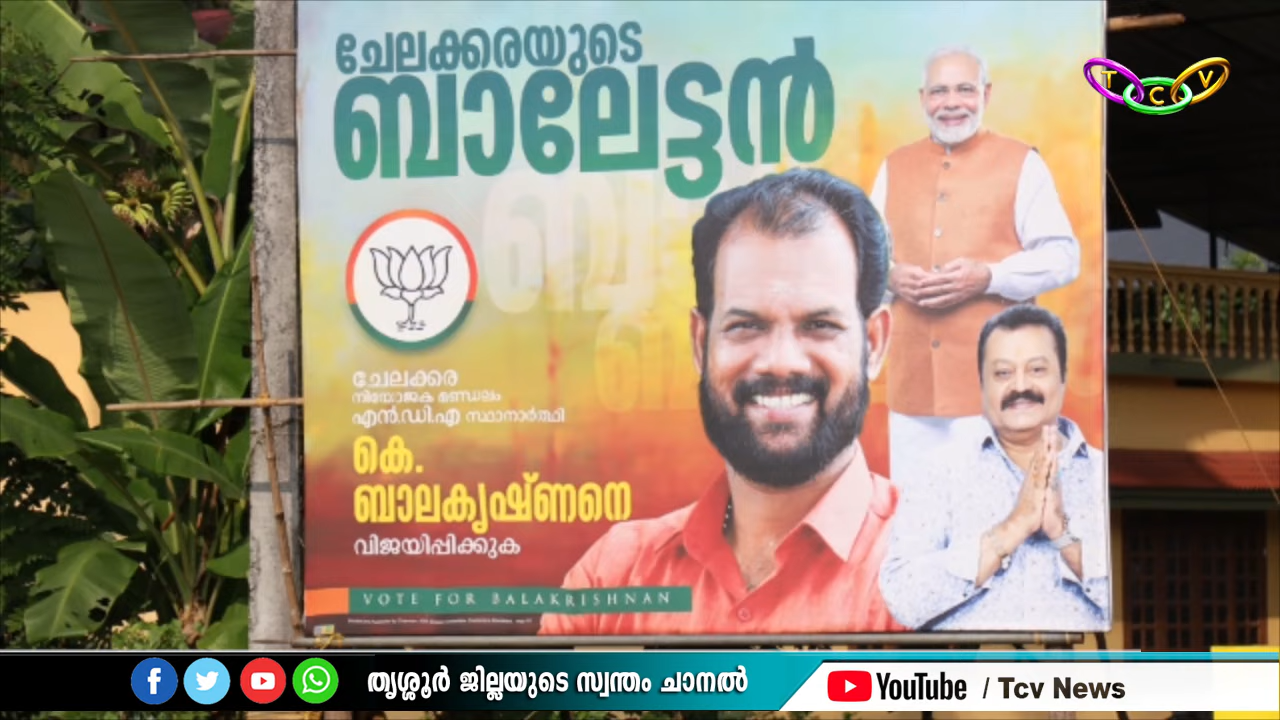 ചേലക്കരയുടെ
ബാലേട്ടൻ
T C V
ചേലക്കര
നിയോജക മണ്ഡലം
എൻ.ഡി.എ സ്ഥാനാർത്ഥി
കെ.
ബാലകൃഷ്ണനെ
വിജയിപ്പിക്കുക
VOTE FOR BALAKRISHNAN
തൃശ്ശൂർ ജില്ലയുടെ സ്വന്തം ചാനൽ
YouTube / Tcv News